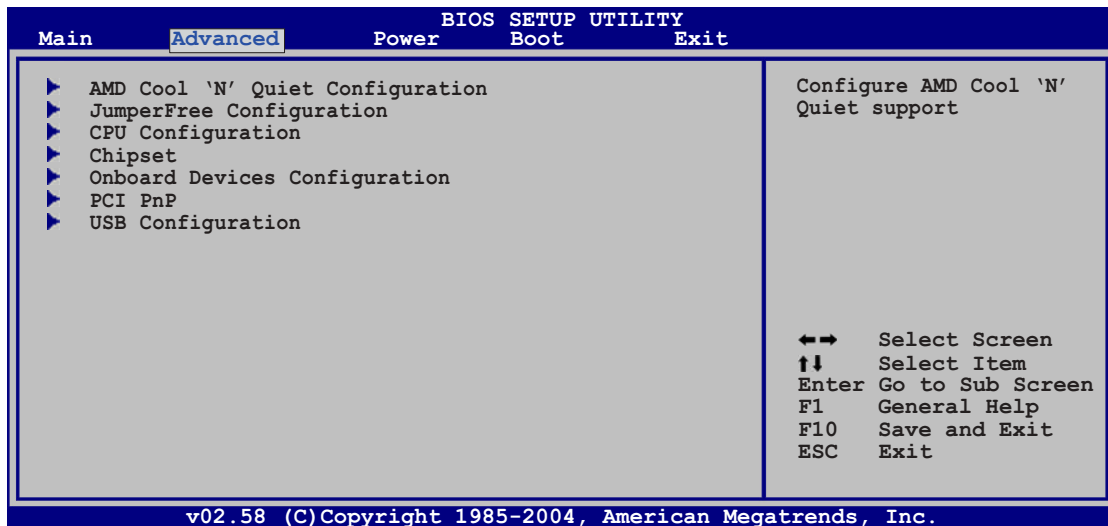 BIOS SETUP UTILITY
Main Advanced Power Boot Exit
AMD Cool ‘N’ Quiet Configuration
JumperFree Configuration
CPU Configuration
Chipset
Onboard Devices Configuration
PCI PnP
USB Configuration
Configure AMD Cool ‘N’
Quiet support
←→ Select Screen
↑↓ Select Item
Enter Go to Sub Screen
F1 General Help
F10 Save and Exit
ESC Exit
v02.58 (C)Copyright 1985-2004, American Megatrends, Inc.